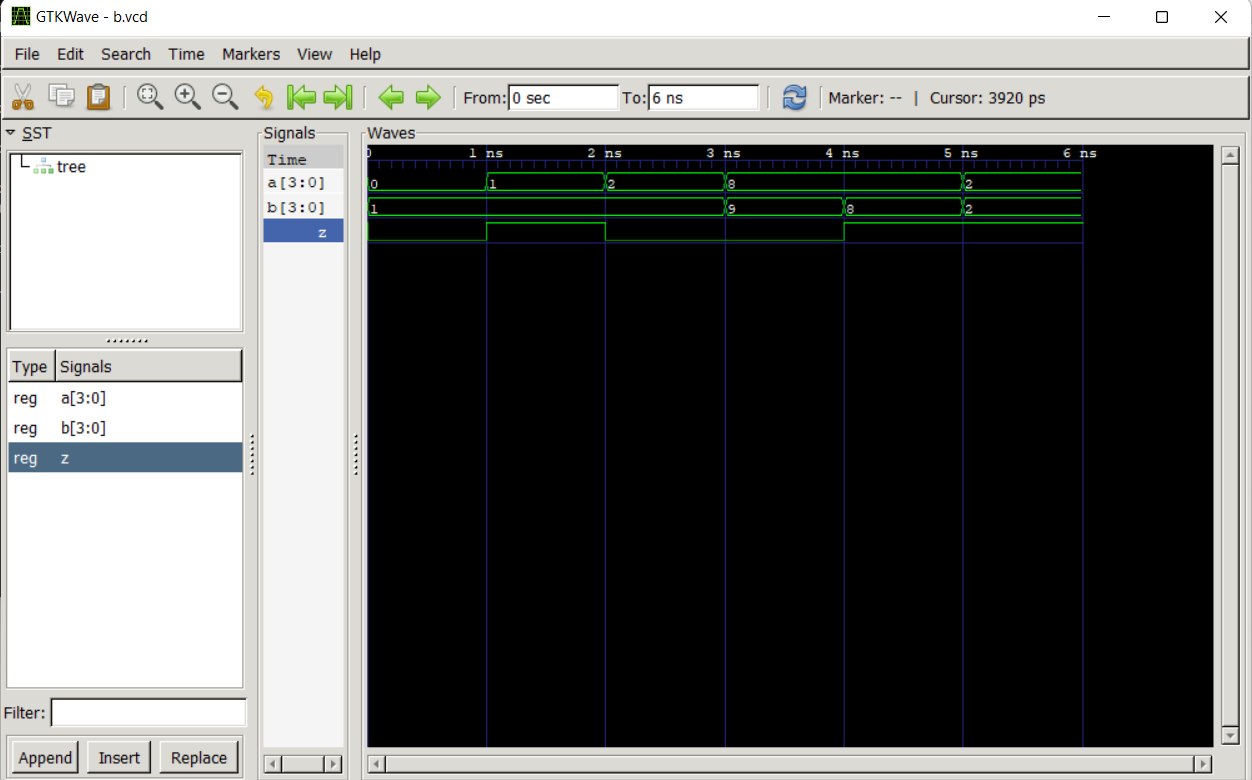 GTKWave - b.vcd
File Edit Search Time Markers View Help
From: 0 sec To: 6 ns Marker: -- | Cursor: 3920 ps
SST
tree
Type Signals
reg a[3:0]
reg b[3:0]
reg z
Filter:
Append Insert Replace
Signals
Time
a[3:0]
b[3:0]
z
Waves
0 1 ns 2 ns 3 ns 4 ns 5 ns 6 ns
0 1 2 8 2
1 9 8 2